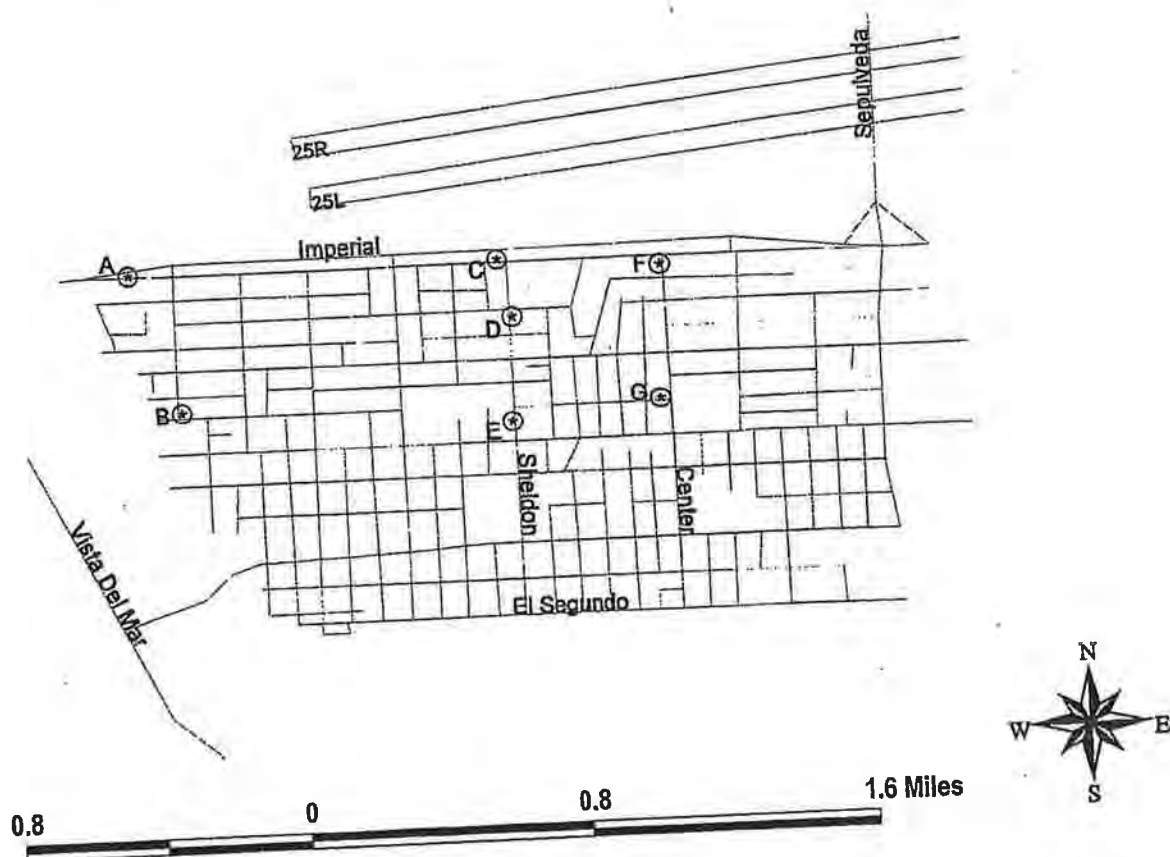 Sepulveda
25R
25L
Imperial
A
C
F
D
B
G
E
Sheldon
Center
Vista Del Mar
El Segundo
N
W
E
S
0.8
0
0.8
1.6 Miles